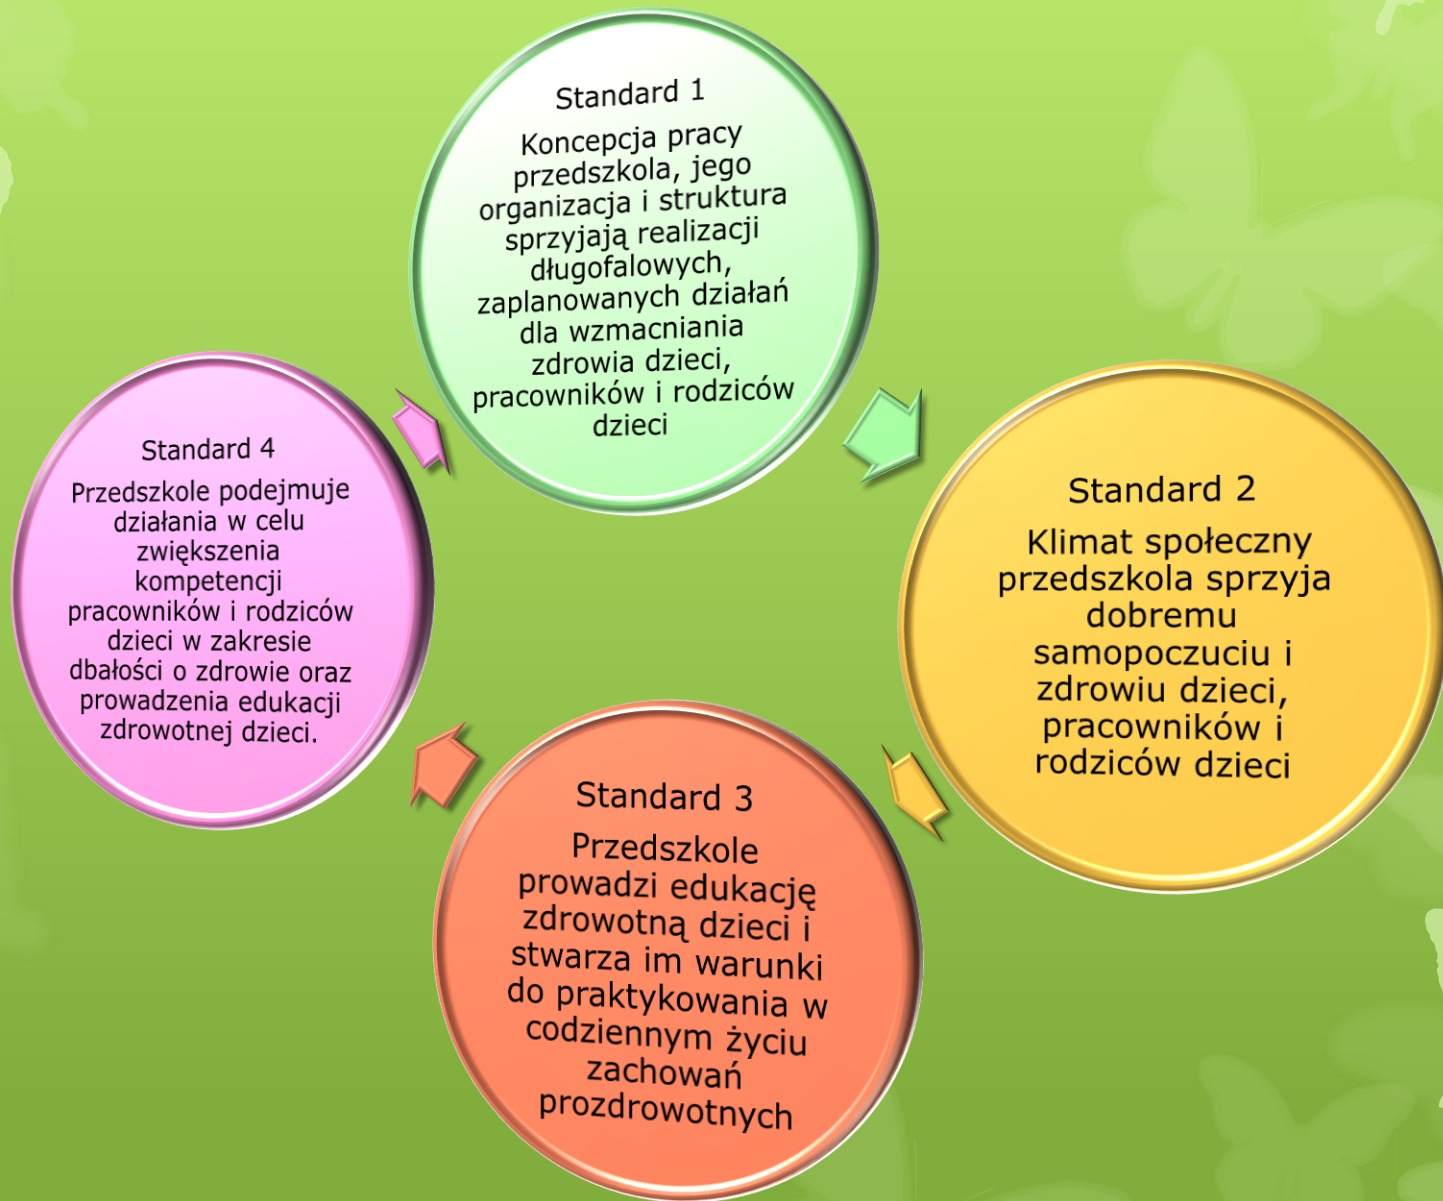 Standard 1
Koncepcja pracy
przedszkola, jego
organizacja i struktura
sprzyjają realizacji
długofalowych,
zaplanowanych działań
dla wzmacniania
zdrowia dzieci,
pracowników i rodziców
dzieci
Standard 2
Klimat społeczny
przedszkola sprzyja
dobremu
samopoczuciu i
zdrowiu dzieci,
pracowników i
rodziców dzieci
Standard 3
Przedszkole
prowadzi edukację
zdrowotną dzieci i
stwarza im warunki
do praktykowania w
codziennym życiu
zachowań
prozdrowotnych
Standard 4
Przedszkole podejmuje
działania w celu
zwiększenia
kompetencji
pracowników i rodziców
dzieci w zakresie
dbałości o zdrowie oraz
prowadzenia edukacji
zdrowotnej dzieci.